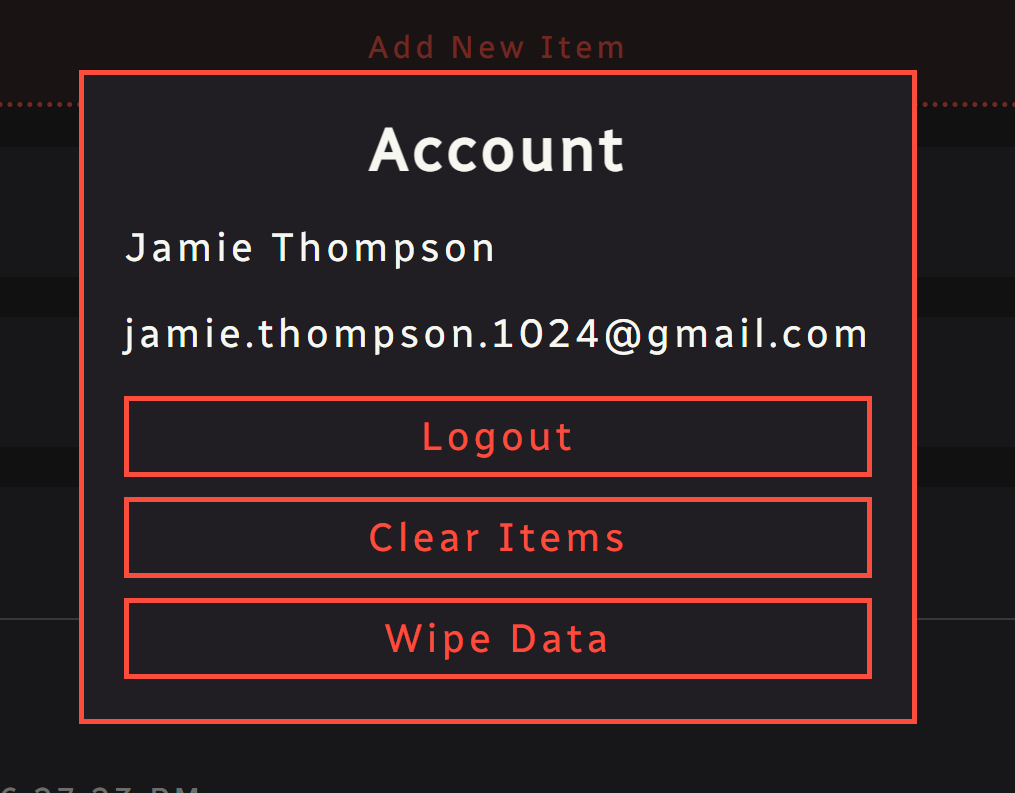 Add New Item
Account
Jamie Thompson
jamie.thompson.1024@gmail.com
Logout
Clear Items
Wipe Data